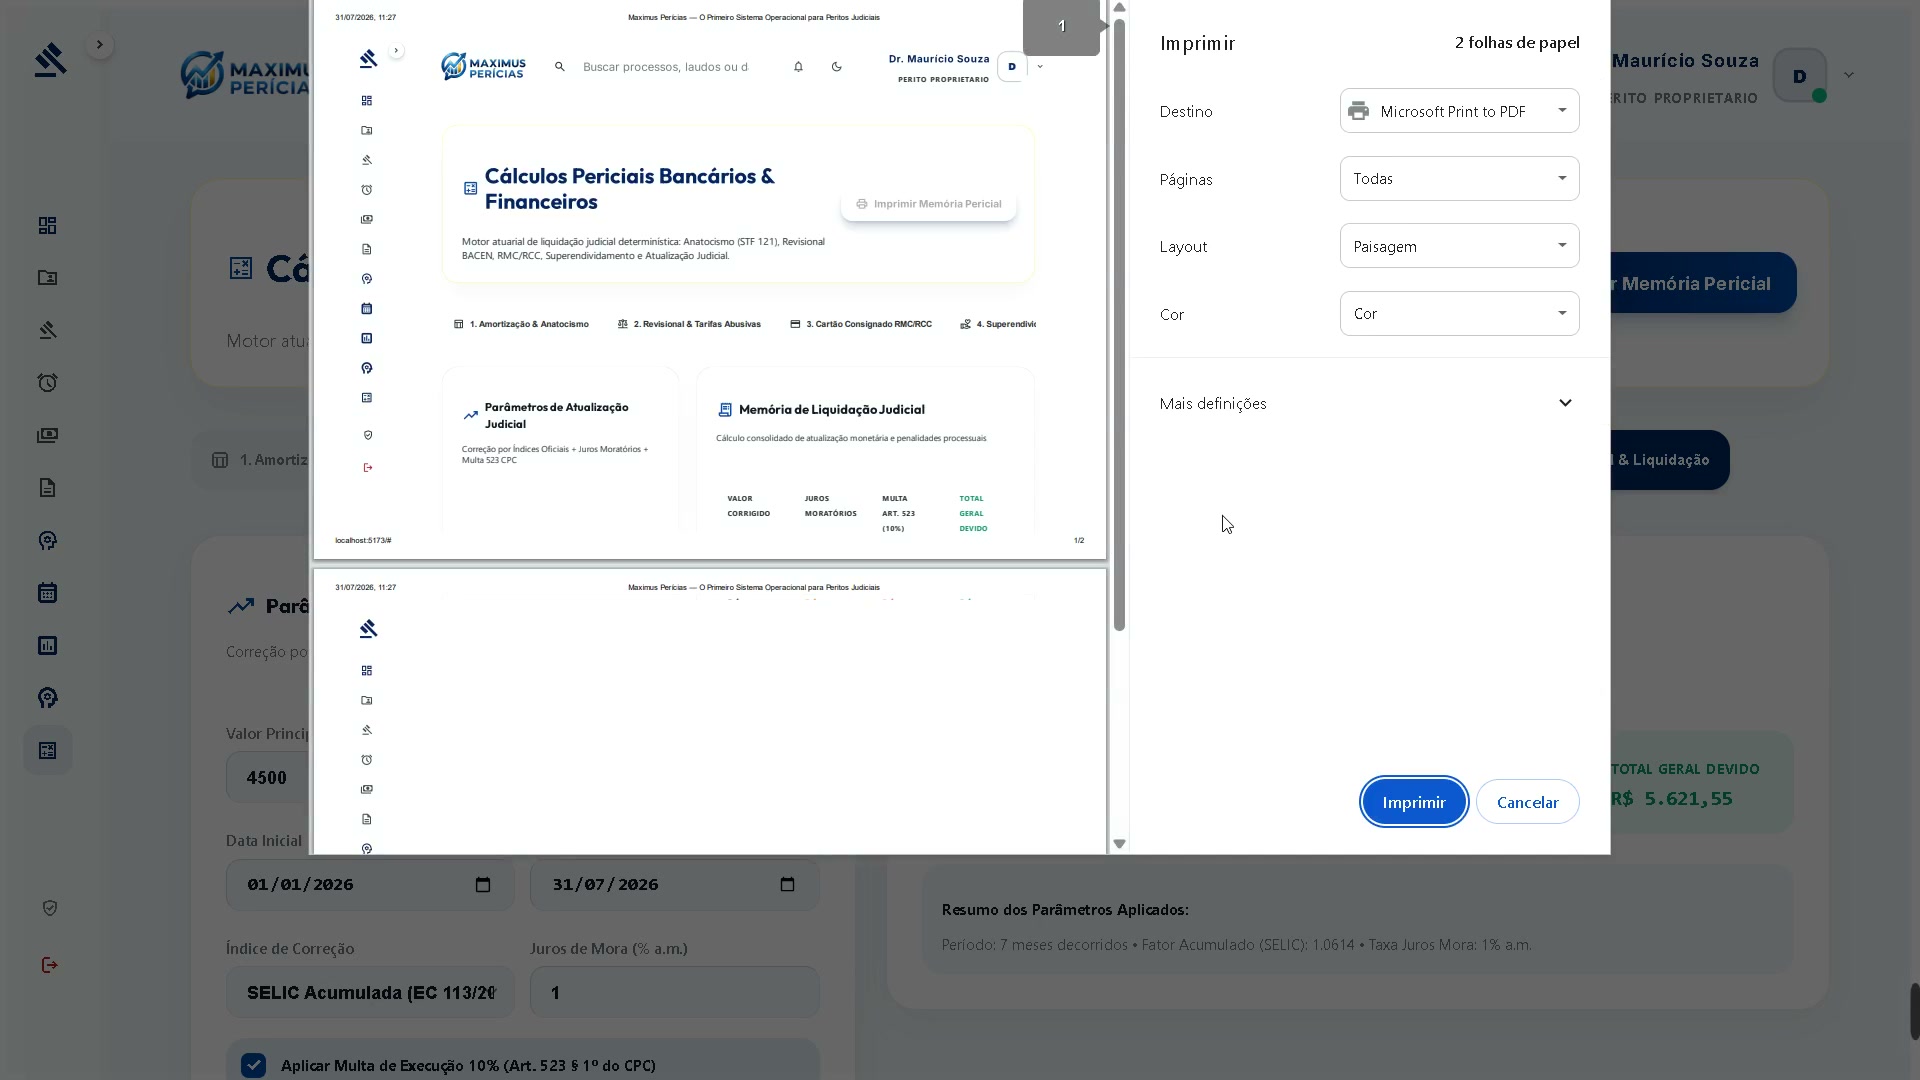 31/07/2026, 11:27
Maximus Perícias — O Primeiro Sistema Operacional para Peritos Judiciais
1
MAXIMUS
PERÍCIAS
Buscar processos, laudos ou d
Dr. Maurício Souza
PERITO PROPRIETARIO
D
Cálculos Periciais Bancários &
Financeiros
Imprimir Memória Pericial
Motor atuarial de liquidação judicial determinística: Anatocismo (STF 121), Revisional
BACEN, RMC/RCC, Superendividamento e Atualização Judicial.
1. Amortização & Anatocismo
2. Revisional & Tarifas Abusivas
3. Cartão Consignado RMC/RCC
4. Superendivid
Parâmetros de Atualização
Judicial
Correção por Índices Oficiais + Juros Moratórios +
Multa 523 CPC
Memória de Liquidação Judicial
Cálculo consolidado de atualização monetária e penalidades processuais
VALOR
CORRIGIDO
JUROS
MORATÓRIOS
MULTA
ART. 523
(10%)
TOTAL
GERAL
DEVIDO
localhost:5173/#
1/2
31/07/2026, 11:27
Maximus Perícias — O Primeiro Sistema Operacional para Peritos Judiciais
Imprimir
2 folhas de papel
Destino
Microsoft Print to PDF
Páginas
Todas
Layout
Paisagem
Cor
Cor
Mais definições
Imprimir
Cancelar
MAXIMU
PERÍCIA
Maurício Souza
ERITO PROPRIETARIO
D
Cá
Motor atua
r Memória Pericial
1. Amortiz
l & Liquidação
Parâ
Correção po
Valor Princip
4500
Data Inicial
01/01/2026
31/07/2026
Índice de Correção
Juros de Mora (% a.m.)
SELIC Acumulada (EC 113/20
1
Aplicar Multa de Execução 10% (Art. 523 § 1º do CPC)
TOTAL GERAL DEVIDO
R$ 5.621,55
Resumo dos Parâmetros Aplicados:
Período: 7 meses decorridos • Fator Acumulado (SELIC): 1.0614 • Taxa Juros Mora: 1% a.m.